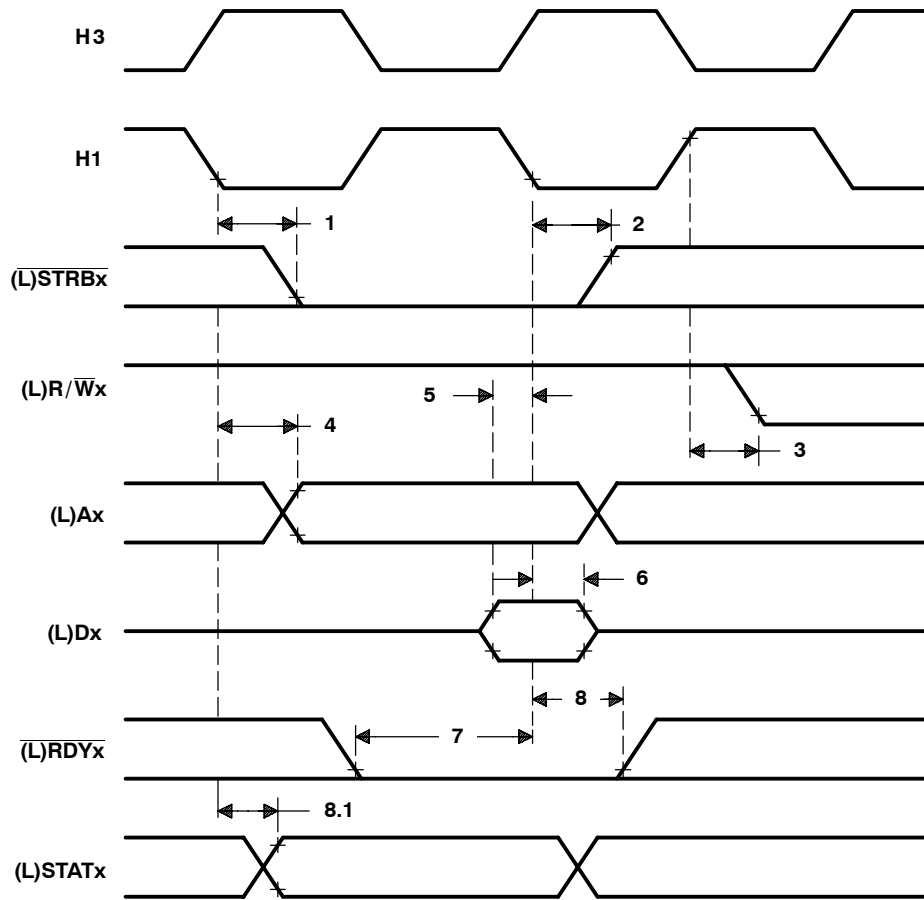 H3
H1
1
2
(L)STRBx
(L)R/Wx
5
4
3
(L)Ax
6
(L)Dx
8
7
(L)RDYx
8.1
(L)STATx